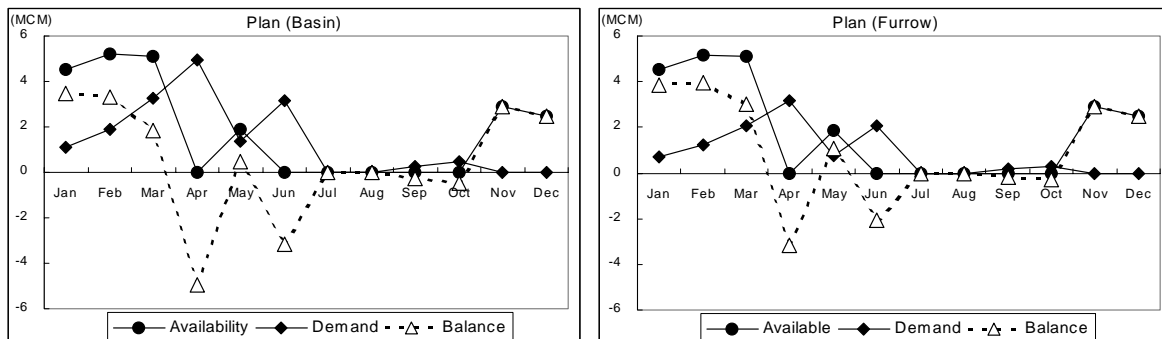 (MCM)
Plan (Basin)
6
4
2
0
-2
-4
-6
Jan Feb Mar Apr May Jun Jul Aug Sep Oct Nov Dec
Availability Demand Balance
(MCM)
Plan (Furrow)
6
4
2
0
-2
-4
-6
Jan Feb Mar Apr May Jun Jul Aug Sep Oct Nov Dec
Available Demand Balance